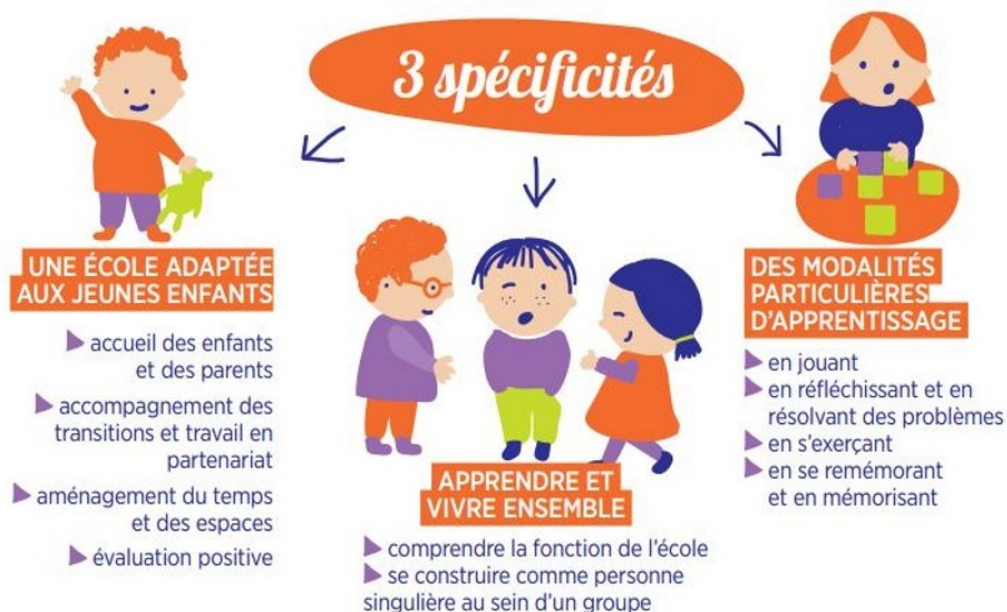 3 spécificités
UNE ÉCOLE ADAPTÉE
AUX JEUNES ENFANTS
▶ accueil des enfants
et des parents
▶ accompagnement des
transitions et travail en
partenariat
▶ aménagement du temps
et des espaces
▶ évaluation positive
APPRENDRE ET
VIVRE ENSEMBLE
▶ comprendre la fonction de l'école
▶ se construire comme personne
singulière au sein d'un groupe
DES MODALITÉS
PARTICULIÈRES
D'APPRENTISSAGE
▶ en jouant
▶ en réfléchissant et en
résolvant des problèmes
▶ en s'exerçant
▶ en se remémorant
et en mémorisant